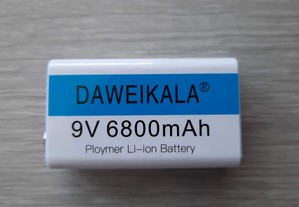 DAWEIKALA®
9V 6800mAh
Ploymer Li-ion Battery